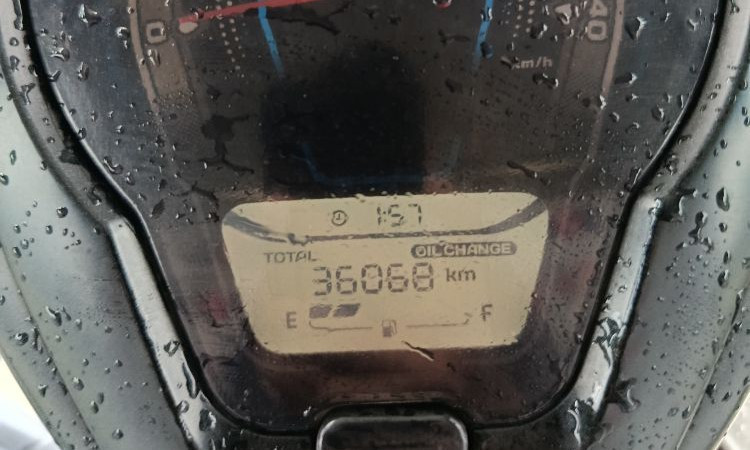 0
40
km/h
1:57
TOTAL OIL CHANGE
36068 km
E F